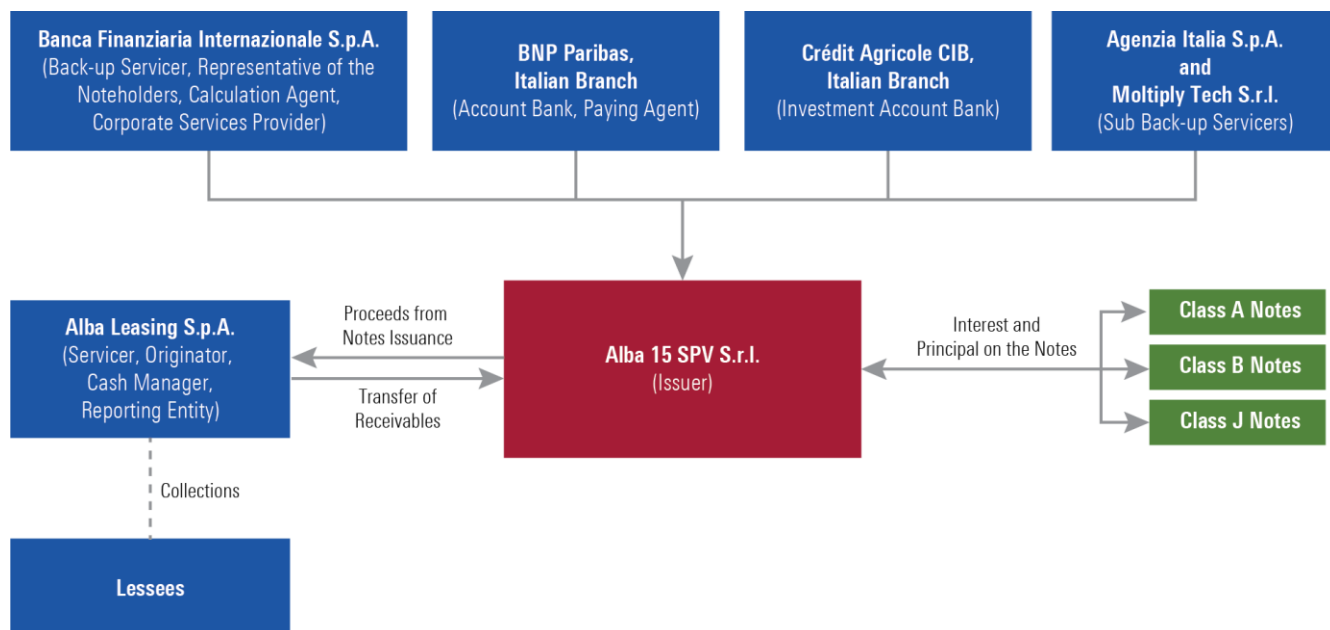 Banca Finanziaria Internazionale S.p.A.
(Back-up Servicer, Representative of the
Noteholders, Calculation Agent,
Corporate Services Provider)
BNP Paribas,
Italian Branch
(Account Bank, Paying Agent)
Crédit Agricole CIB,
Italian Branch
(Investment Account Bank)
Agenzia Italia S.p.A.
and
Moltiply Tech S.r.l.
(Sub Back-up Servicers)
Alba Leasing S.p.A.
(Servicer, Originator,
Cash Manager,
Reporting Entity)
Proceeds from
Notes Issuance
Transfer of
Receivables
Alba 15 SPV S.r.l.
(Issuer)
Interest and
Principal on the Notes
Class A Notes
Class B Notes
Class J Notes
Collections
Lessees